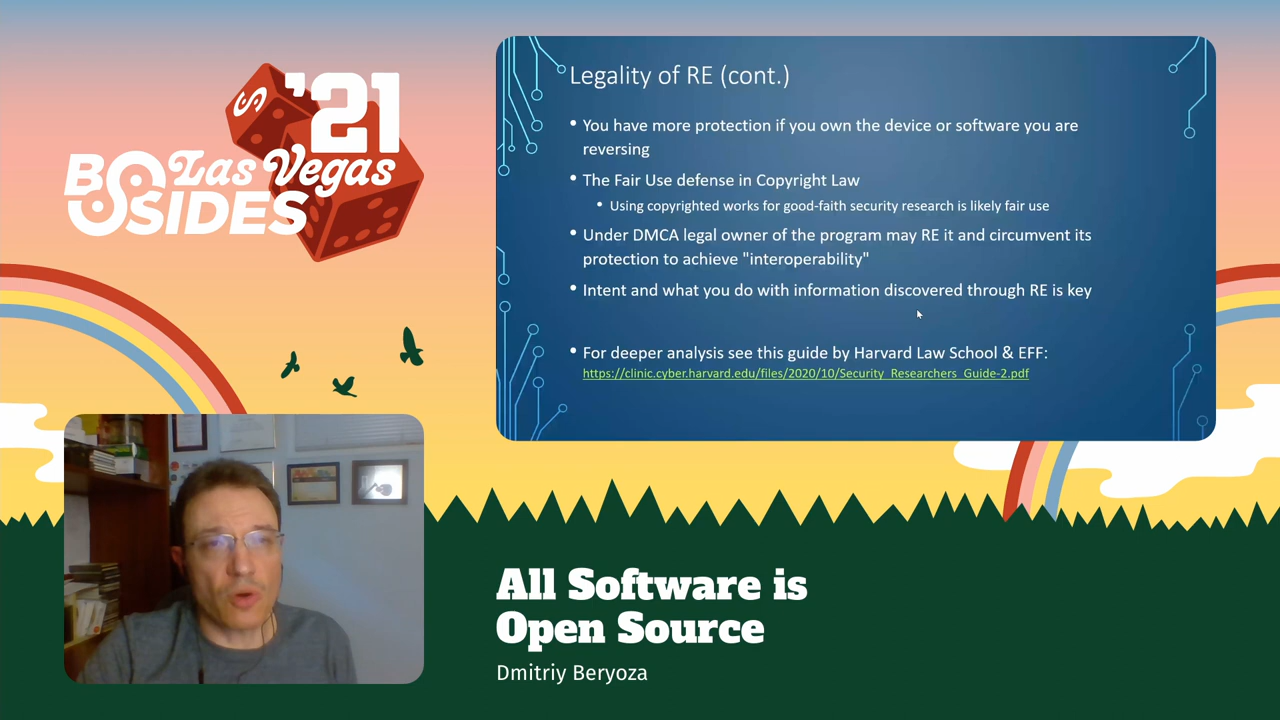 '21
BSIDES
Las Vegas
S
Legality of RE (cont.)
• You have more protection if you own the device or software you are
reversing
• The Fair Use defense in Copyright Law
• Using copyrighted works for good-faith security research is likely fair use
• Under DMCA legal owner of the program may RE it and circumvent its
protection to achieve "interoperability"
• Intent and what you do with information discovered through RE is key
• For deeper analysis see this guide by Harvard Law School & EFF:
https://clinic.cyber.harvard.edu/files/2020/10/Security_Researchers_Guide-2.pdf
All Software is
Open Source
Dmitriy Beryoza